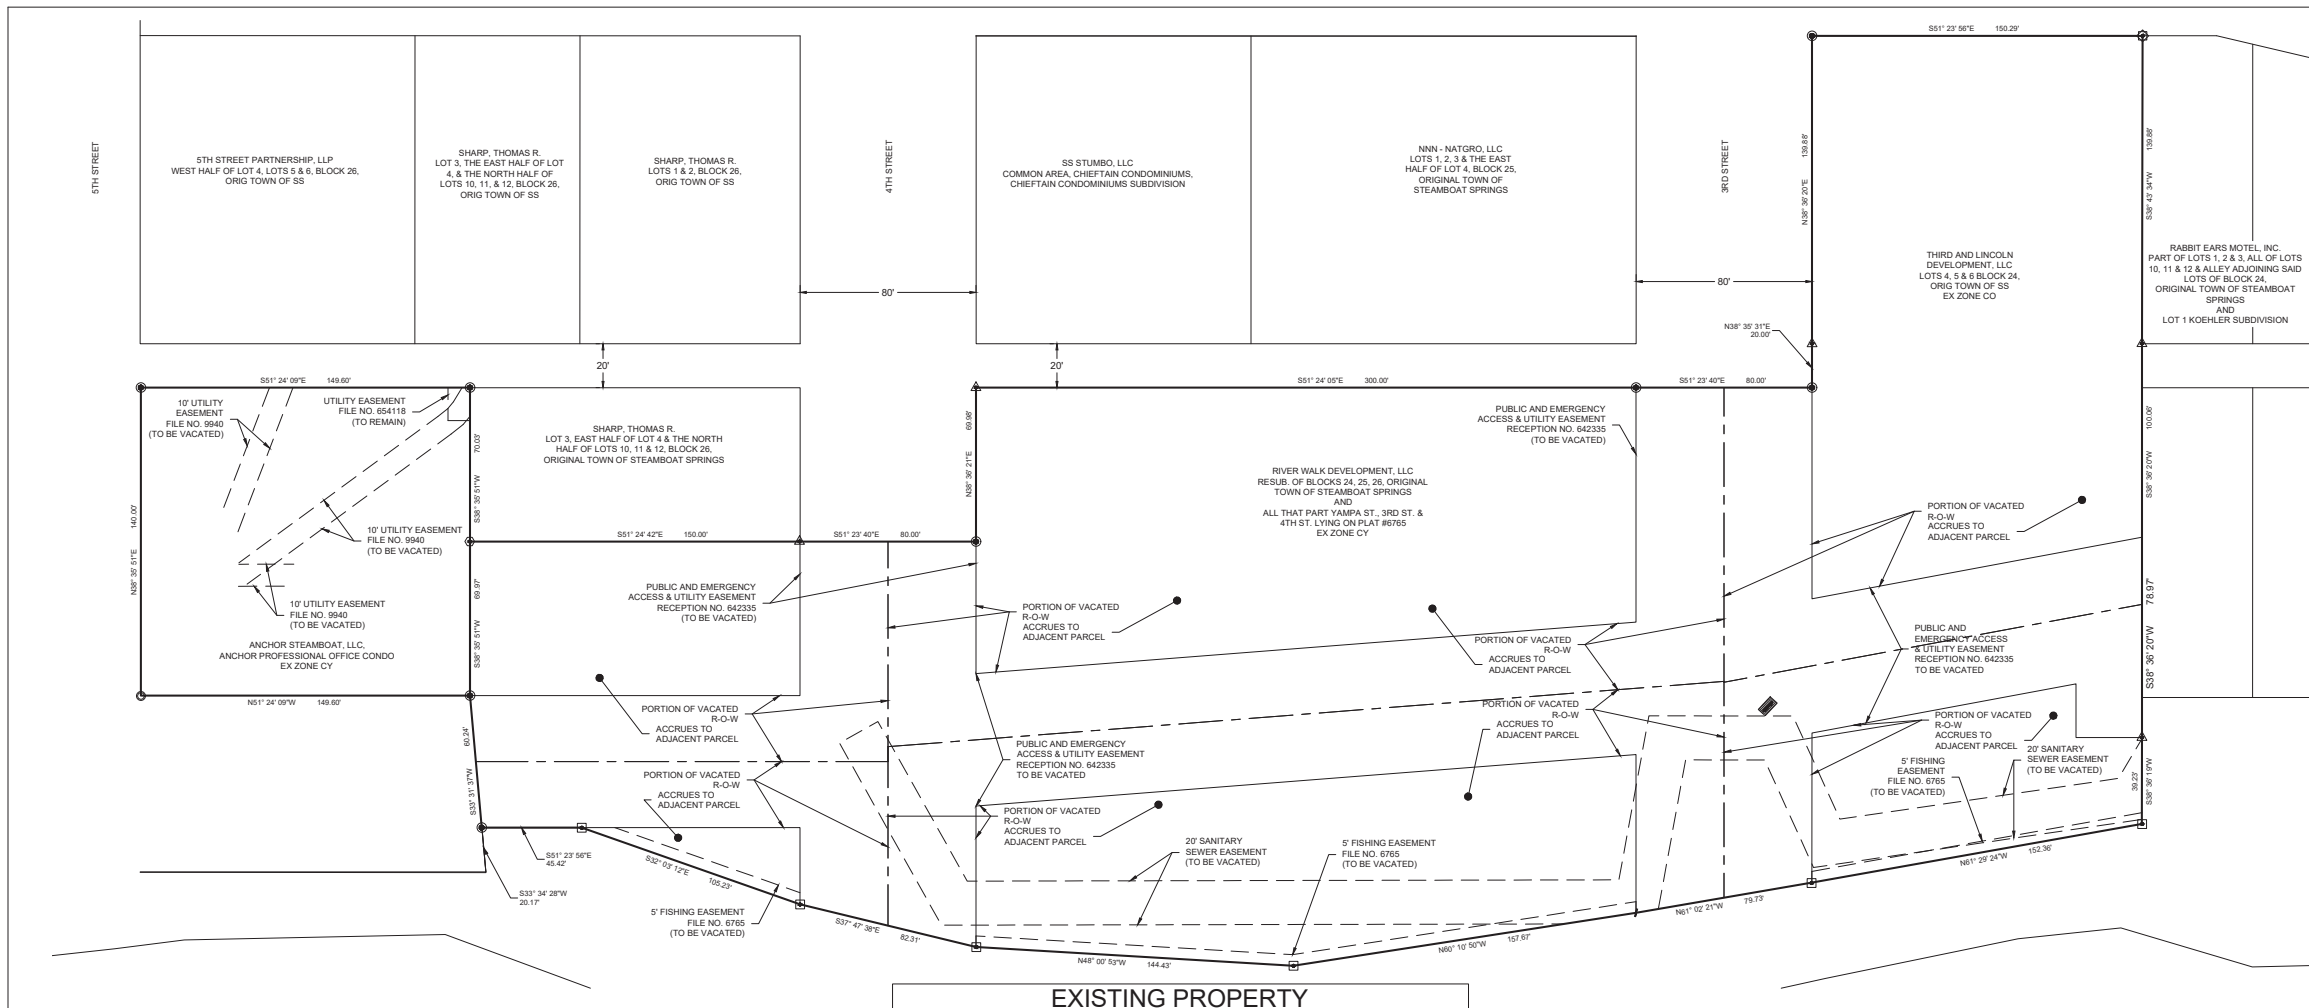 S51° 23' 56"E 150.29'
5TH STREET
5TH STREET PARTNERSHIP, LLP
WEST HALF OF LOT 4, LOTS 5 & 6, BLOCK 26,
ORIG TOWN OF SS
SHARP, THOMAS R.
LOT 3, THE EAST HALF OF LOT
4, & THE NORTH HALF OF
LOTS 10, 11, & 12, BLOCK 26,
ORIG TOWN OF SS
SHARP, THOMAS R.
LOTS 1 & 2, BLOCK 26,
ORIG TOWN OF SS
4TH STREET
SS STUMBO, LLC
COMMON AREA, CHIEFTAIN CONDOMINIUMS,
CHIEFTAIN CONDOMINIUMS SUBDIVISION
NNN - NATGRO, LLC
LOTS 1, 2, 3 & THE EAST
HALF OF LOT 4, BLOCK 25,
ORIGINAL TOWN OF
STEAMBOAT SPRINGS
3RD STREET
N38° 36' 20"E 139.88'
THIRD AND LINCOLN
DEVELOPMENT, LLC
LOTS 4, 5 & 6 BLOCK 24,
ORIG TOWN OF SS
EX ZONE CO
S38° 43' 34"W 139.88'
RABBIT EARS MOTEL, INC.
PART OF LOTS 1, 2 & 3, ALL OF LOTS
10, 11 & 12 & ALLEY ADJOINING SAID
LOTS OF BLOCK 24,
ORIGINAL TOWN OF STEAMBOAT
SPRINGS
AND
LOT 1 KOEHLER SUBDIVISION
80'
80'
N38° 35' 31"E
20.00'
20'
20'
S51° 24' 09"E 149.60'
S51° 24' 05"E 300.00'
S51° 23' 40"E 80.00'
10' UTILITY
EASEMENT
FILE NO. 9940
(TO BE VACATED)
UTILITY EASEMENT
FILE NO. 654118
(TO REMAIN)
S38° 35' 51"W 70.03'
SHARP, THOMAS R.
LOT 3, EAST HALF OF LOT 4 & THE NORTH
HALF OF LOTS 10, 11 & 12, BLOCK 26,
ORIGINAL TOWN OF STEAMBOAT SPRINGS
N38° 36' 21"E 69.98'
PUBLIC AND EMERGENCY
ACCESS & UTILITY EASEMENT
RECEPTION NO. 642335
(TO BE VACATED)
RIVER WALK DEVELOPMENT, LLC
RESUB. OF BLOCKS 24, 25, 26, ORIGINAL
TOWN OF STEAMBOAT SPRINGS
AND
ALL THAT PART YAMPA ST., 3RD ST. &
4TH ST. LYING ON PLAT #6765
EX ZONE CY
S38° 36' 20"W 100.06'
PORTION OF VACATED
R-O-W
ACCRUES TO
ADJACENT PARCEL
N38° 35' 51"E 140.00'
10' UTILITY EASEMENT
FILE NO. 9940
(TO BE VACATED)
S51° 24' 42"E 150.00'
S51° 23' 40"E 80.00'
10' UTILITY EASEMENT
FILE NO. 9940
(TO BE VACATED)
S38° 35' 51"W 69.97'
PUBLIC AND EMERGENCY
ACCESS & UTILITY EASEMENT
RECEPTION NO. 642335
(TO BE VACATED)
PORTION OF VACATED
R-O-W
ACCRUES TO
ADJACENT PARCEL
PORTION OF VACATED
R-O-W
ACCRUES TO
ADJACENT PARCEL
PUBLIC AND
EMERGENCY ACCESS
& UTILITY EASEMENT
RECEPTION NO. 642335
TO BE VACATED
S38° 36' 20"W 78.97'
ANCHOR STEAMBOAT, LLC,
ANCHOR PROFESSIONAL OFFICE CONDO
EX ZONE CY
N51° 24' 09"W 149.60'
PORTION OF VACATED
R-O-W
ACCRUES TO
ADJACENT PARCEL
PORTION OF VACATED
R-O-W
ACCRUES TO
ADJACENT PARCEL
PORTION OF VACATED
R-O-W
ACCRUES TO
ADJACENT PARCEL
S33° 31' 37"W 60.24'
PUBLIC AND EMERGENCY
ACCESS & UTILITY EASEMENT
RECEPTION NO. 642335
TO BE VACATED
20' SANITARY
SEWER EASEMENT
(TO BE VACATED)
5' FISHING
EASEMENT
FILE NO. 6765
(TO BE VACATED)
S38° 36' 19"W 39.23'
PORTION OF VACATED
R-O-W
ACCRUES TO
ADJACENT PARCEL
PORTION OF VACATED
R-O-W
ACCRUES TO
ADJACENT PARCEL
S51° 23' 56"E
45.42'
S32° 03' 12"E 105.23'
20' SANITARY
SEWER EASEMENT
(TO BE VACATED)
5' FISHING EASEMENT
FILE NO. 6765
(TO BE VACATED)
N61° 29' 24"W 152.36'
S33° 34' 28"W
20.17'
5' FISHING EASEMENT
FILE NO. 6765
(TO BE VACATED)
S37° 47' 38"E 82.31'
N61° 02' 21"W 79.73'
N60° 10' 50"W 157.67'
N48° 00' 53"W 144.43'
EXISTING PROPERTY